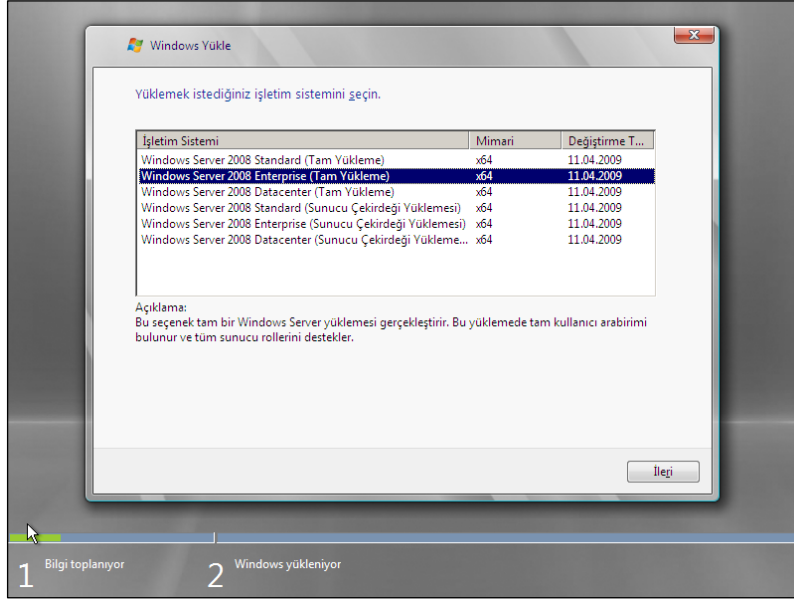 Windows Yükle
Yüklemek istediğiniz işletim sistemini seçin.
İşletim Sistemi Mimari Değiştirme T...
Windows Server 2008 Standard (Tam Yükleme) x64 11.04.2009
Windows Server 2008 Enterprise (Tam Yükleme) x64 11.04.2009
Windows Server 2008 Datacenter (Tam Yükleme) x64 11.04.2009
Windows Server 2008 Standard (Sunucu Çekirdeği Yüklemesi) x64 11.04.2009
Windows Server 2008 Enterprise (Sunucu Çekirdeği Yüklemesi) x64 11.04.2009
Windows Server 2008 Datacenter (Sunucu Çekirdeği Yükleme... x64 11.04.2009
Açıklama:
Bu seçenek tam bir Windows Server yüklemesi gerçekleştirir. Bu yüklemede tam kullanıcı arabirimi
bulunur ve tüm sunucu rollerini destekler.
İleri
1 Bilgi toplanıyor 2 Windows yükleniyor